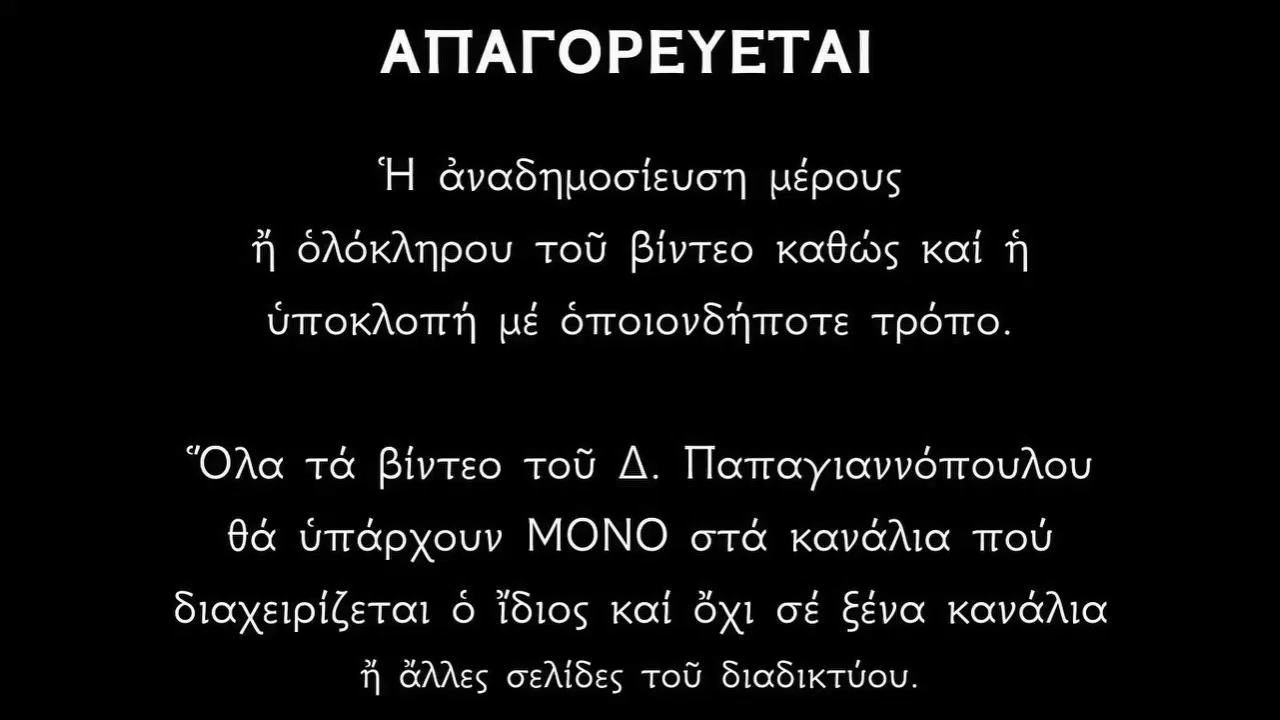 ΑΠΑΓΟΡΕΥΕΤΑΙ
Ἡ ἀναδημοσίευση μέρους
ἤ ὁλόκληρου τοῦ βίντεο καθώς καί ἡ
ὑποκλοπή μέ ὁποιονδήποτε τρόπο.
Ὅλα τά βίντεο τοῦ Δ. Παπαγιαννόπουλου
θά ὑπάρχουν ΜΟΝΟ στά κανάλια πού
διαχειρίζεται ὁ ἴδιος καί ὄχι σέ ξένα κανάλια
ἤ ἄλλες σελίδες τοῦ διαδικτύου.